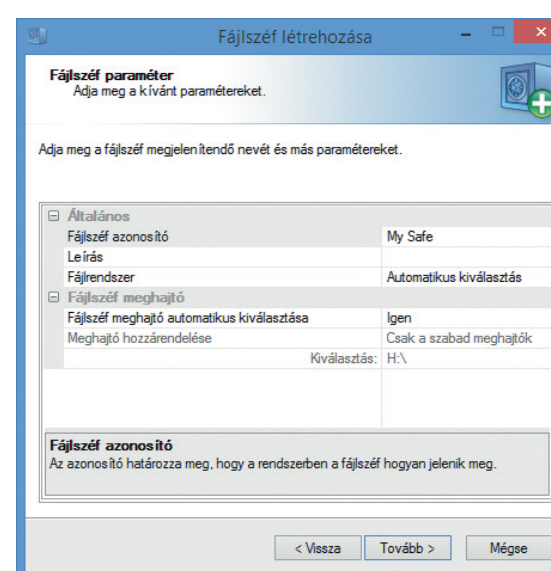 Fájlszéf létrehozása
Fájlszéf paraméter
Adja meg a kívánt paramétereket.
Adja meg a fájlszéf megjelenítendő nevét és más paramétereket.
Általános
Fájlszéf azonosító My Safe
Leírás
Fájlrendszer Automatikus kiválasztás
Fájlszéf meghajtó
Fájlszéf meghajtó automatikus kiválasztása Igen
Meghajtó hozzárendelése Csak a szabad meghajtók
Kiválasztás: H:\
Fájlszéf azonosító
Az azonosító határozza meg, hogy a rendszerben a fájlszéf hogyan jelenik meg.
< Vissza Tovább > Mégse